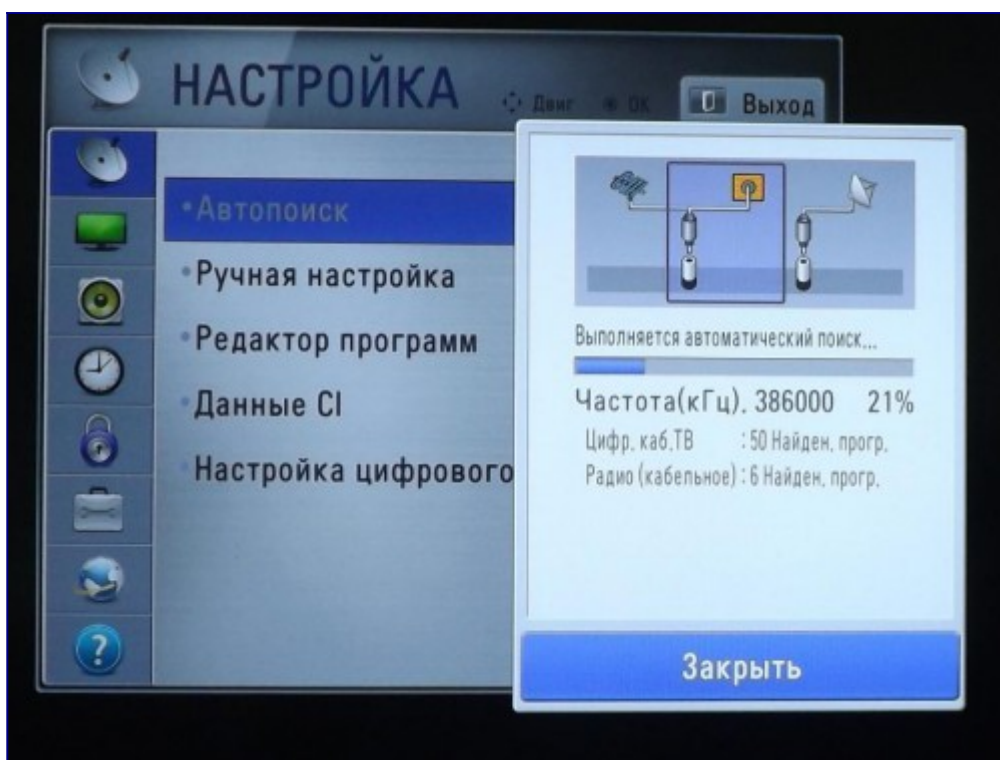 НАСТРОЙКА
Двиг
ОК
Выход
Автопоиск
Ручная настройка
Редактор программ
Данные CI
Настройка цифрового
Выполняется автоматический поиск...
Частота(кГц). 386000 21%
Цифр. каб.ТВ : 50 Найден. прогр.
Радио (кабельное) : 6 Найден. прогр.
Закрыть
?